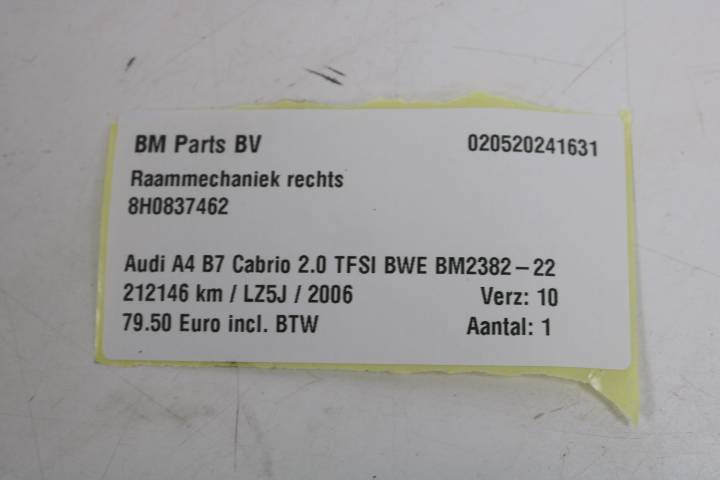 BM Parts BV 020520241631
Raammechaniek rechts
8H0837462
Audi A4 B7 Cabrio 2.0 TFSI BWE BM2382-22
212146 km / LZ5J / 2006 Verz: 10
79.50 Euro incl. BTW Aantal: 1